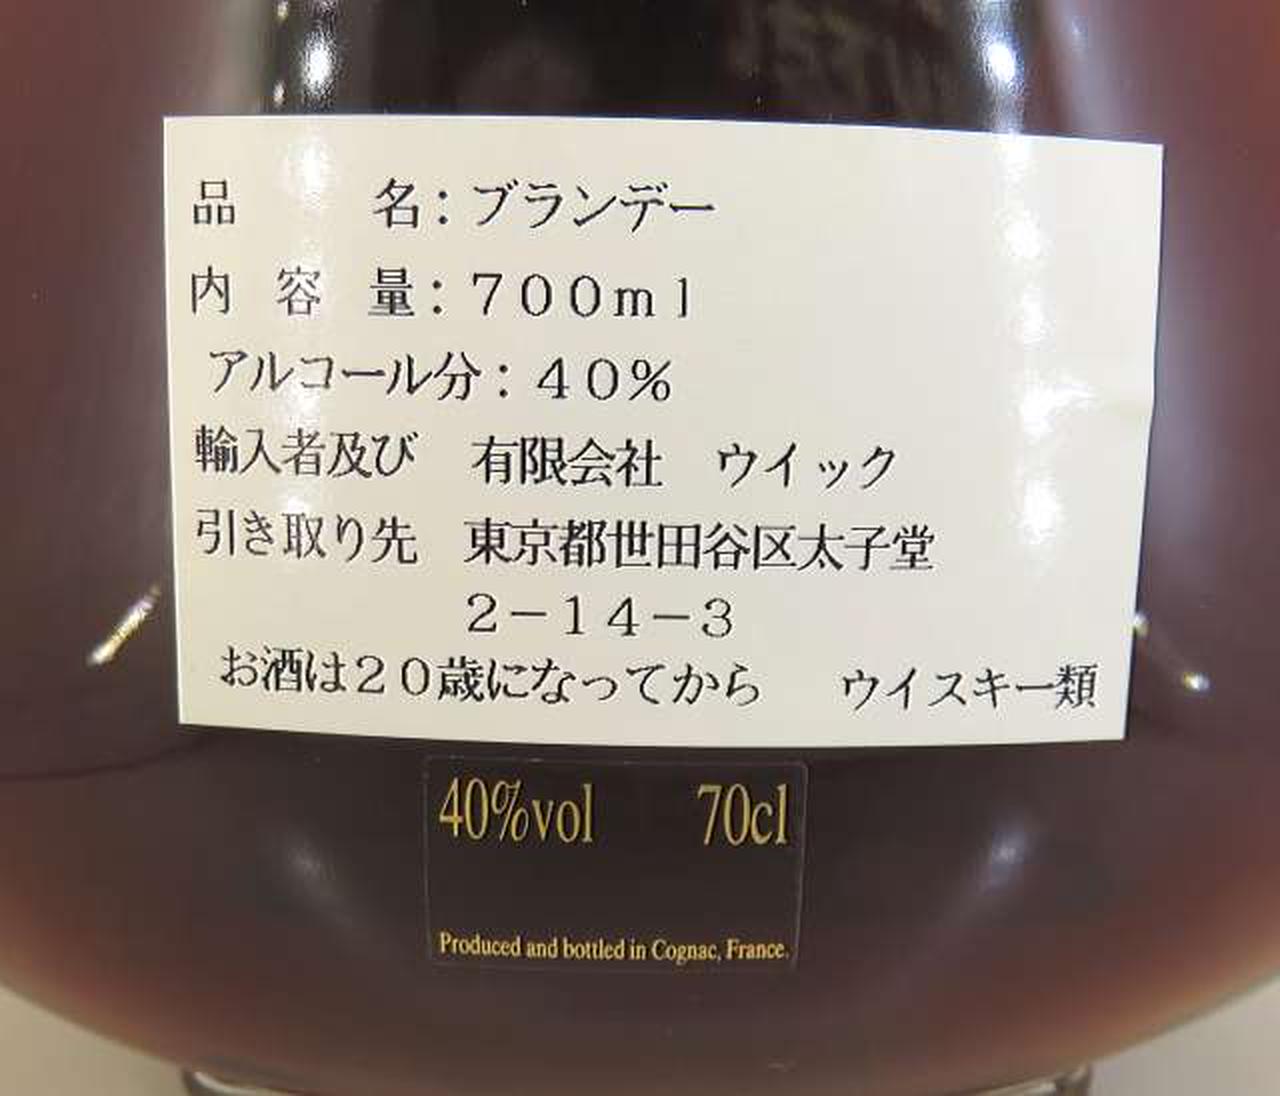 品　　　名：ブランデー
内　容　量：７００ｍｌ
アルコール分：４０％
輸入者及び　有限会社　ウイック
引き取り先　東京都世田谷区太子堂
２－１４－３
お酒は２０歳になってから　ウイスキー類
40%vol 70cl
Produced and bottled in Cognac, France.